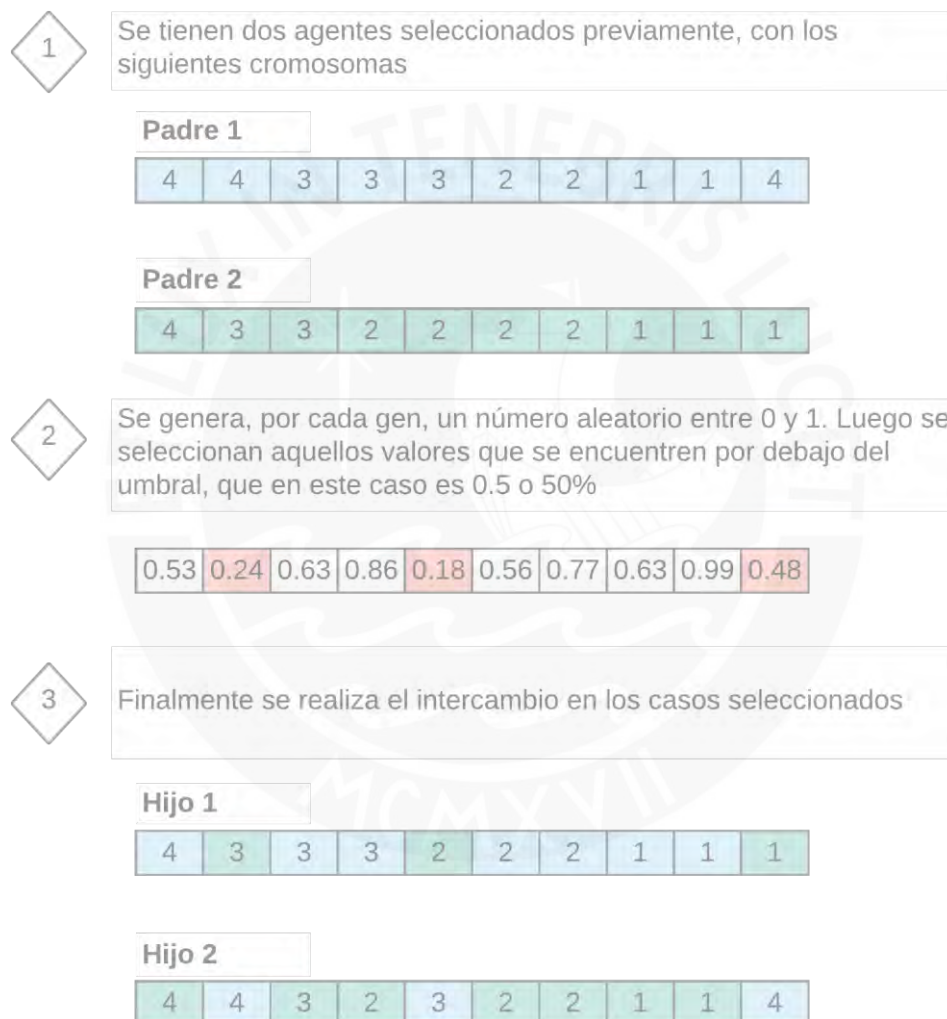 1
Se tienen dos agentes seleccionados previamente, con los
siguientes cromosomas
Padre 1
4 4 3 3 3 2 2 1 1 4
Padre 2
4 3 3 2 2 2 2 1 1 1
2
Se genera, por cada gen, un número aleatorio entre 0 y 1. Luego se
seleccionan aquellos valores que se encuentren por debajo del
umbral, que en este caso es 0.5 o 50%
0.53 0.24 0.63 0.86 0.18 0.56 0.77 0.63 0.99 0.48
3
Finalmente se realiza el intercambio en los casos seleccionados
Hijo 1
4 3 3 3 2 2 2 1 1 1
Hijo 2
4 4 3 2 3 2 2 1 1 4
ET LVX IN TENEBRIS LVCET
MCMXVII